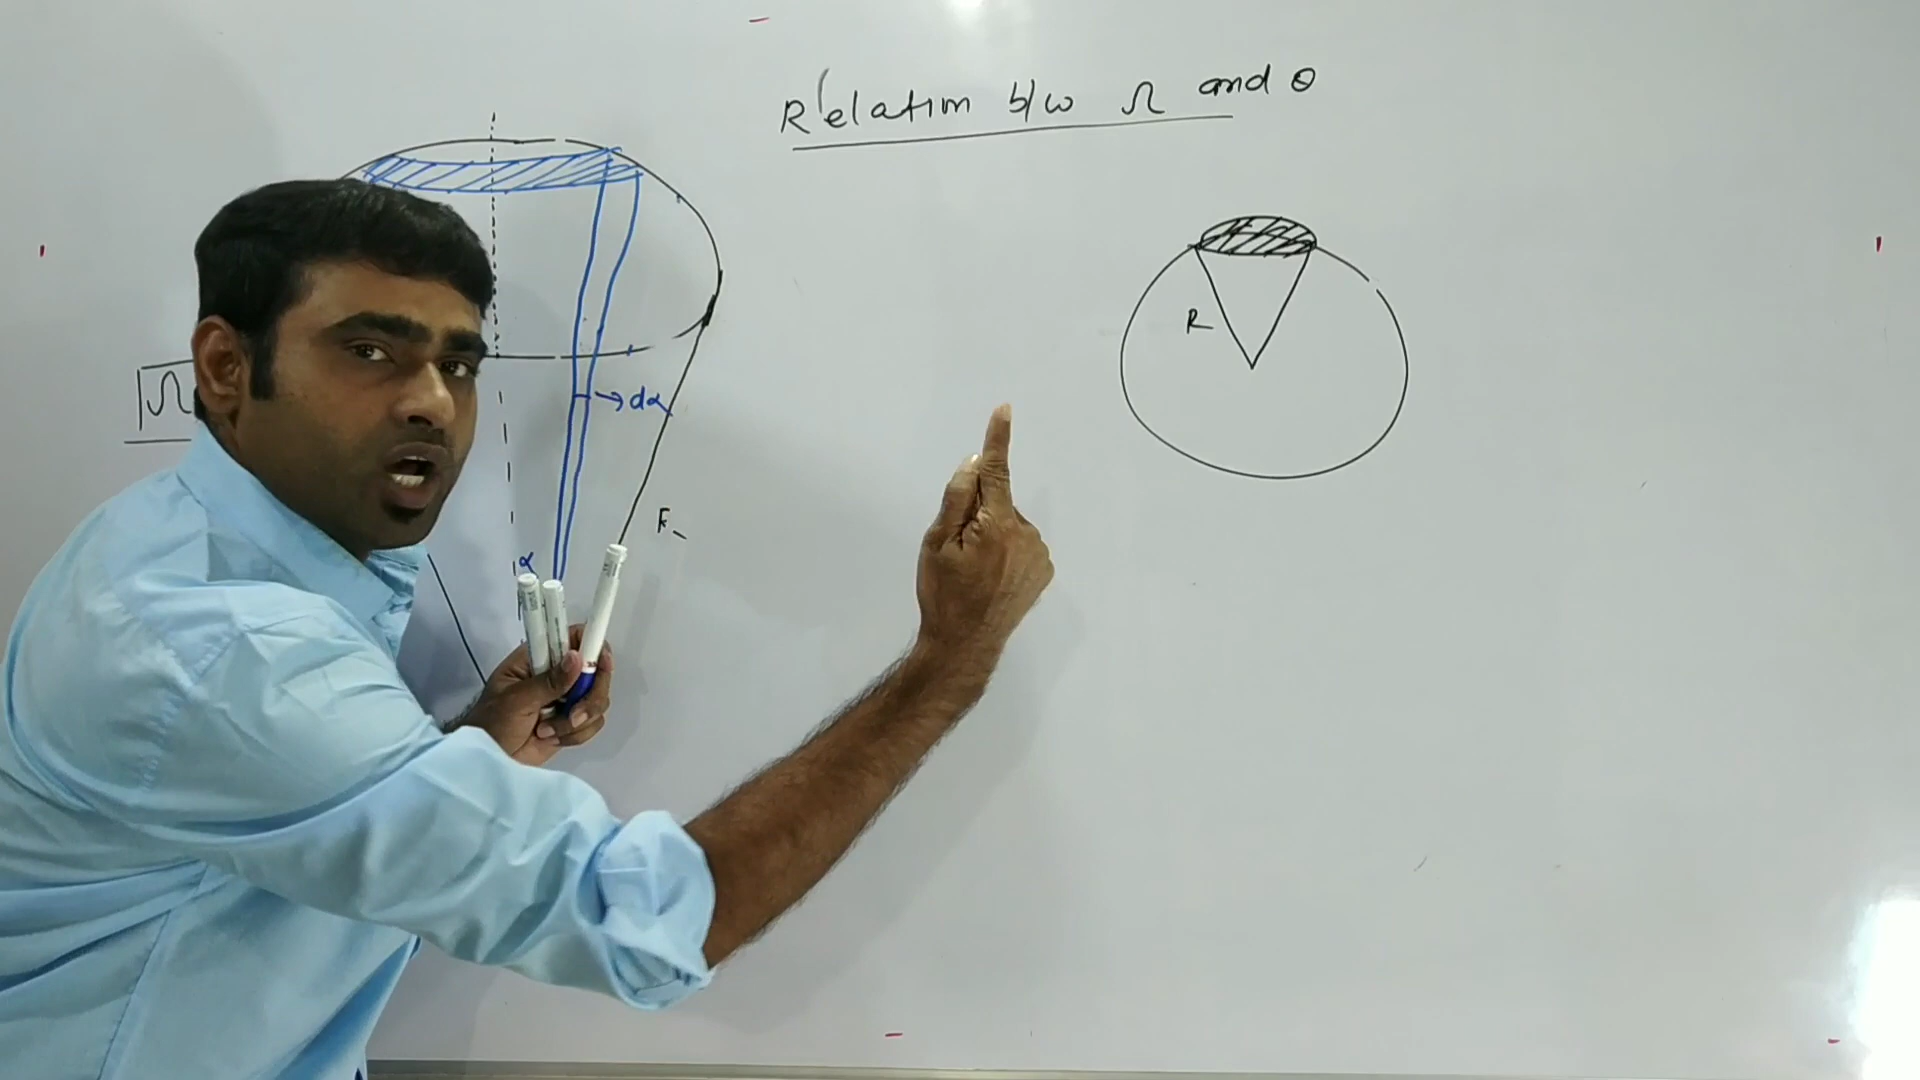 Relation b/w Ω and θ
R
Ω
dα
α
R